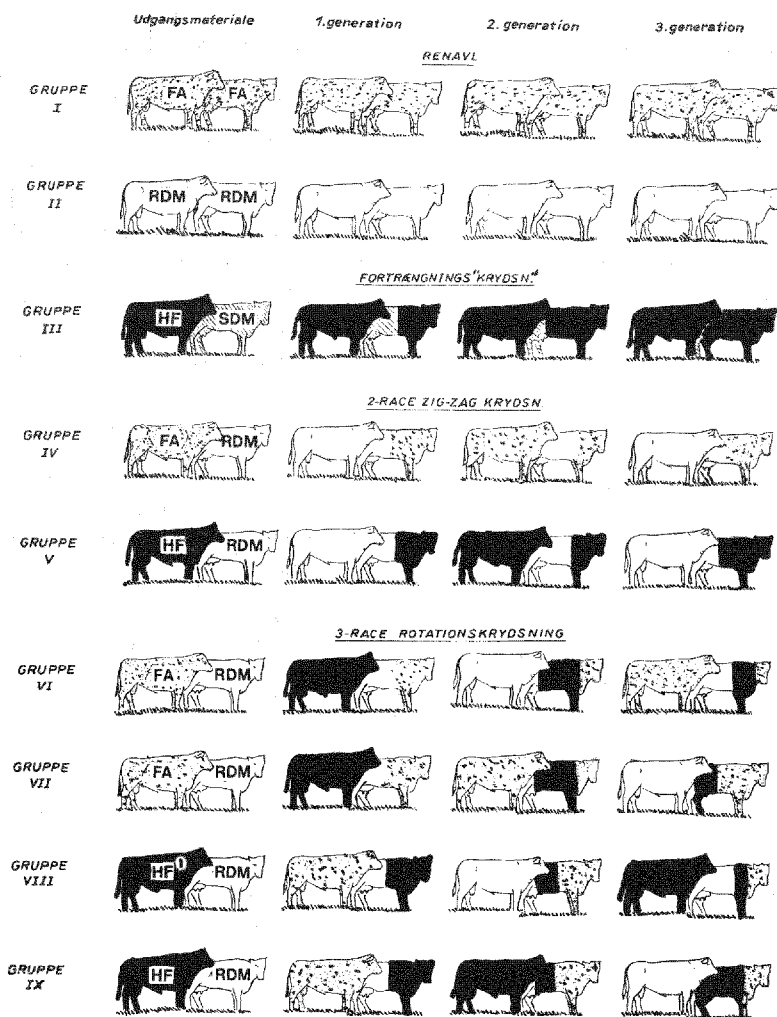 Udgangsmateriale 1.generation 2.generation 3.generation
RENAVL
GRUPPE
I
FA FA
GRUPPE
II
RDM RDM
FORTRÆNGNINGS"KRYDSN."
GRUPPE
III
HF SDM
2-RACE ZIG-ZAG KRYDSN.
GRUPPE
IV
FA RDM
GRUPPE
V
HF RDM
3-RACE ROTATIONSKRYDSNING
GRUPPE
VI
FA RDM
GRUPPE
VII
FA RDM
GRUPPE
VIII
HF RDM
GRUPPE
IX
HF RDM